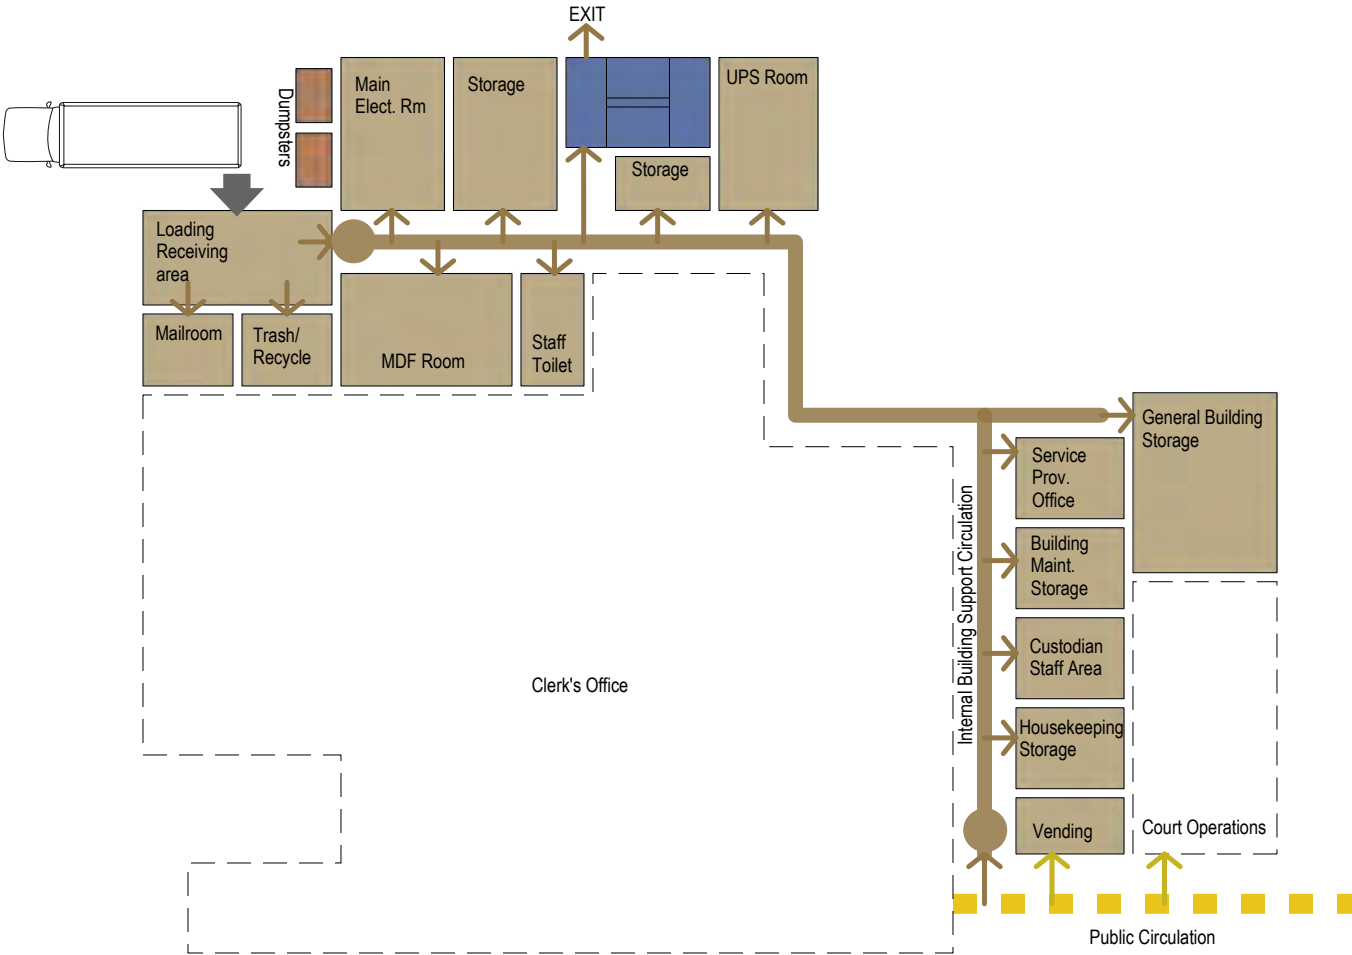 EXIT
Main
Elect. Rm
Storage
UPS Room
Dumpsters
Storage
Loading
Receiving
area
Mailroom
Trash/
Recycle
MDF Room
Staff
Toilet
General Building
Storage
Service
Prov.
Office
Building
Maint.
Storage
Custodian
Staff Area
Housekeeping
Storage
Vending
Internal Building Support Circulation
Clerk's Office
Court Operations
Public Circulation